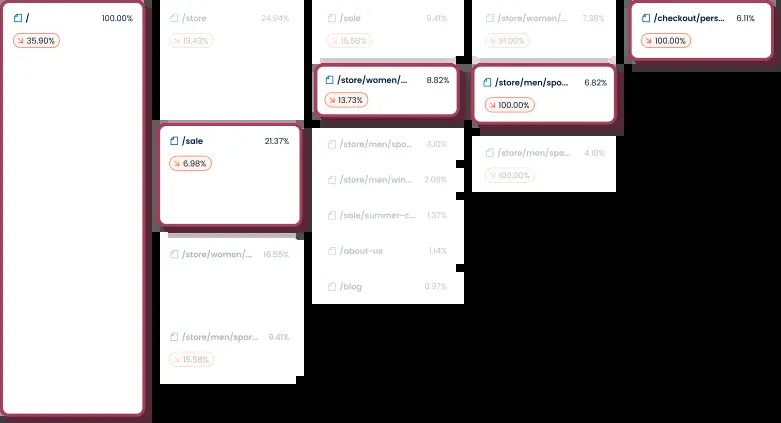 / 100.00%
35.90%
/store 24.94%
19.43%
/sale 21.37%
6.98%
/store/women/... 16.55%
/store/men/spor... 9.41%
15.58%
/sale 9.41%
15.58%
/store/women/... 8.82%
13.73%
/store/men/spo... 4.10%
/store/men/win... 2.09%
/sale/summer-c... 1.37%
/about-us 1.14%
/blog 0.97%
/store/women/... 7.38%
91.00%
/store/men/spo... 6.82%
100.00%
/store/men/spo... 4.10%
100.00%
/checkout/pers... 6.11%
100.00%